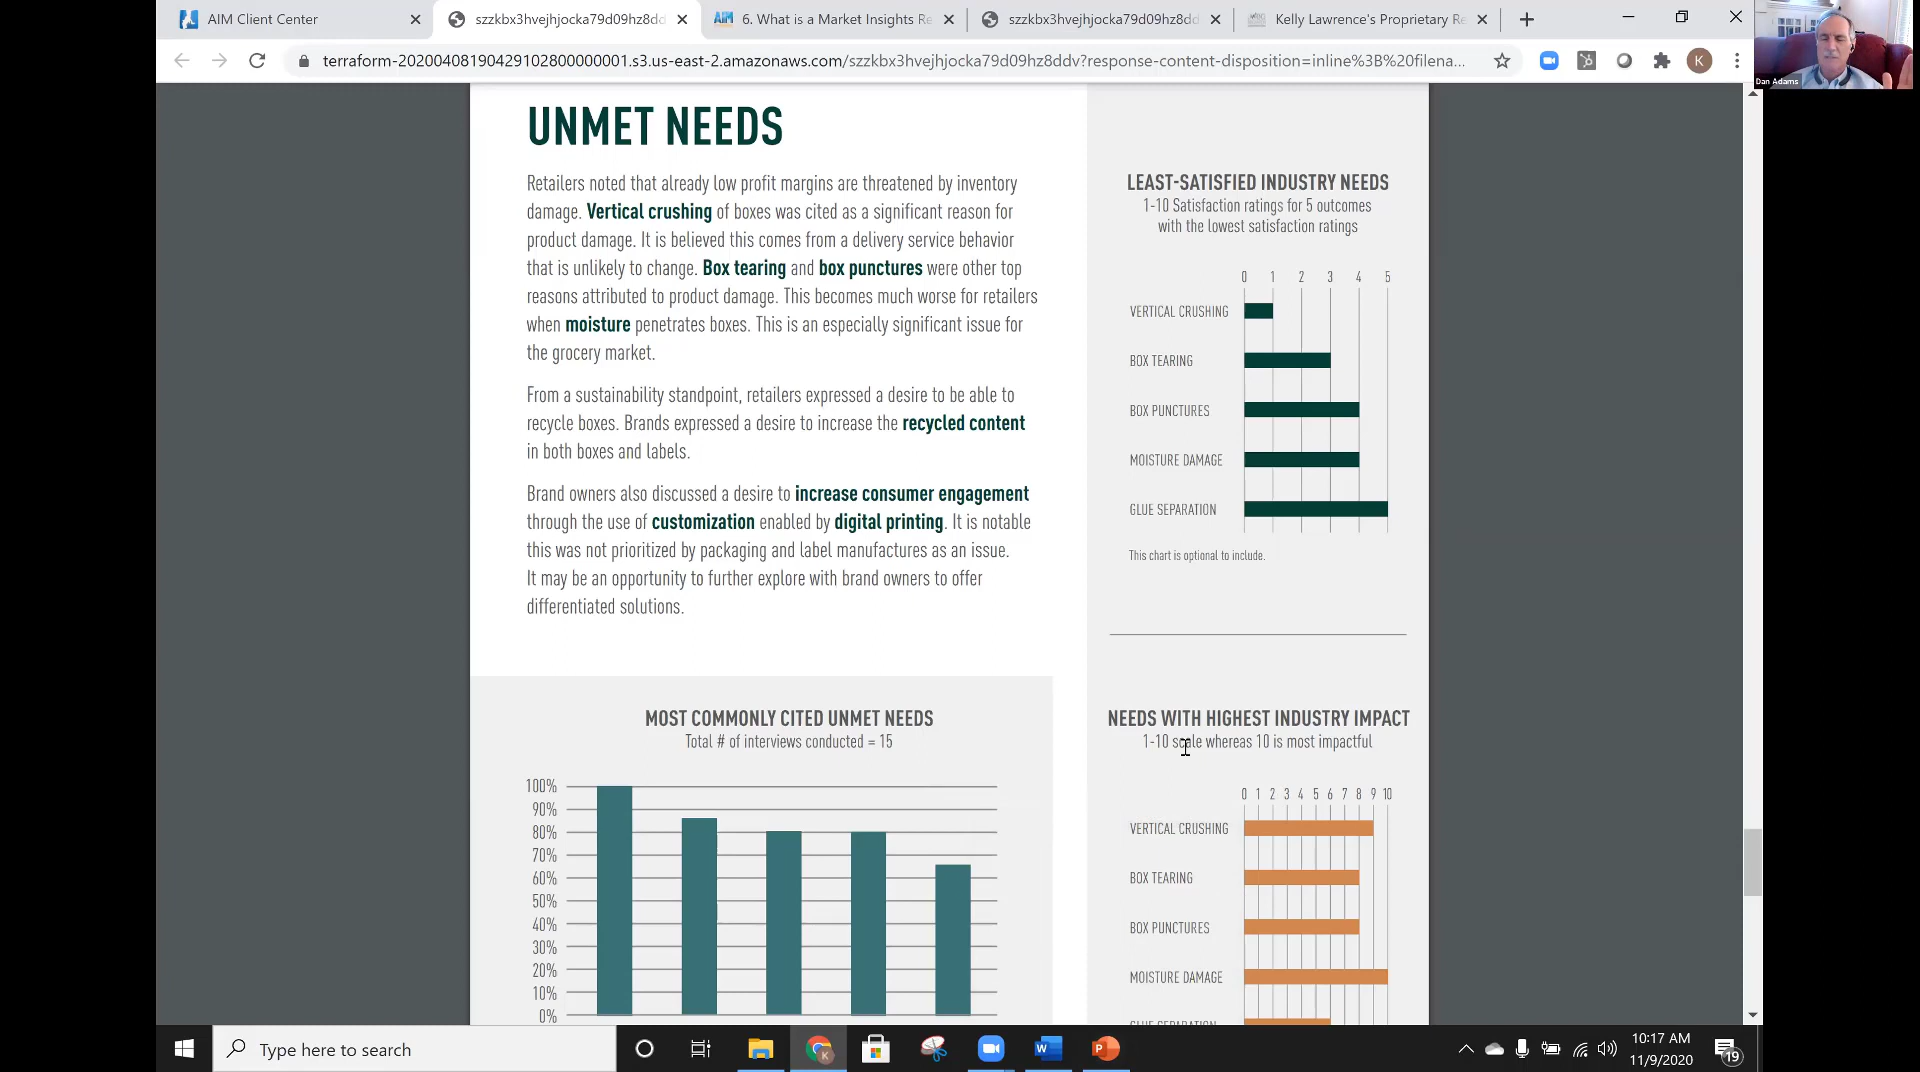 AIM Client Center
szzkbx3hvejhjocka79d09hz8dd
6. What is a Market Insights Re
szzkbx3hvejhjocka79d09hz8dd
Kelly Lawrence's Proprietary Re
terraform-20200408190429102800000001.s3.us-east-2.amazonaws.com/szzkbx3hvejhjocka79d09hz8ddv?response-content-disposition=inline%3B%20filena...
K
Dan Adams
UNMET NEEDS
Retailers noted that already low profit margins are threatened by inventory
damage. Vertical crushing of boxes was cited as a significant reason for
product damage. It is believed this comes from a delivery service behavior
that is unlikely to change. Box tearing and box punctures were other top
reasons attributed to product damage. This becomes much worse for retailers
when moisture penetrates boxes. This is an especially significant issue for
the grocery market.
From a sustainability standpoint, retailers expressed a desire to be able to
recycle boxes. Brands expressed a desire to increase the recycled content
in both boxes and labels.
Brand owners also discussed a desire to increase consumer engagement
through the use of customization enabled by digital printing. It is notable
this was not prioritized by packaging and label manufactures as an issue.
It may be an opportunity to further explore with brand owners to offer
differentiated solutions.
LEAST-SATISFIED INDUSTRY NEEDS
1-10 Satisfaction ratings for 5 outcomes
with the lowest satisfaction ratings
0 1 2 3 4 5
VERTICAL CRUSHING
BOX TEARING
BOX PUNCTURES
MOISTURE DAMAGE
GLUE SEPARATION
This chart is optional to include.
MOST COMMONLY CITED UNMET NEEDS
Total # of interviews conducted = 15
100%
90%
80%
70%
60%
50%
40%
30%
20%
10%
0%
NEEDS WITH HIGHEST INDUSTRY IMPACT
1-10 scale whereas 10 is most impactful
0 1 2 3 4 5 6 7 8 9 10
VERTICAL CRUSHING
BOX TEARING
BOX PUNCTURES
MOISTURE DAMAGE
GLUE SEPARATION
Type here to search
10:17 AM
11/9/2020
19